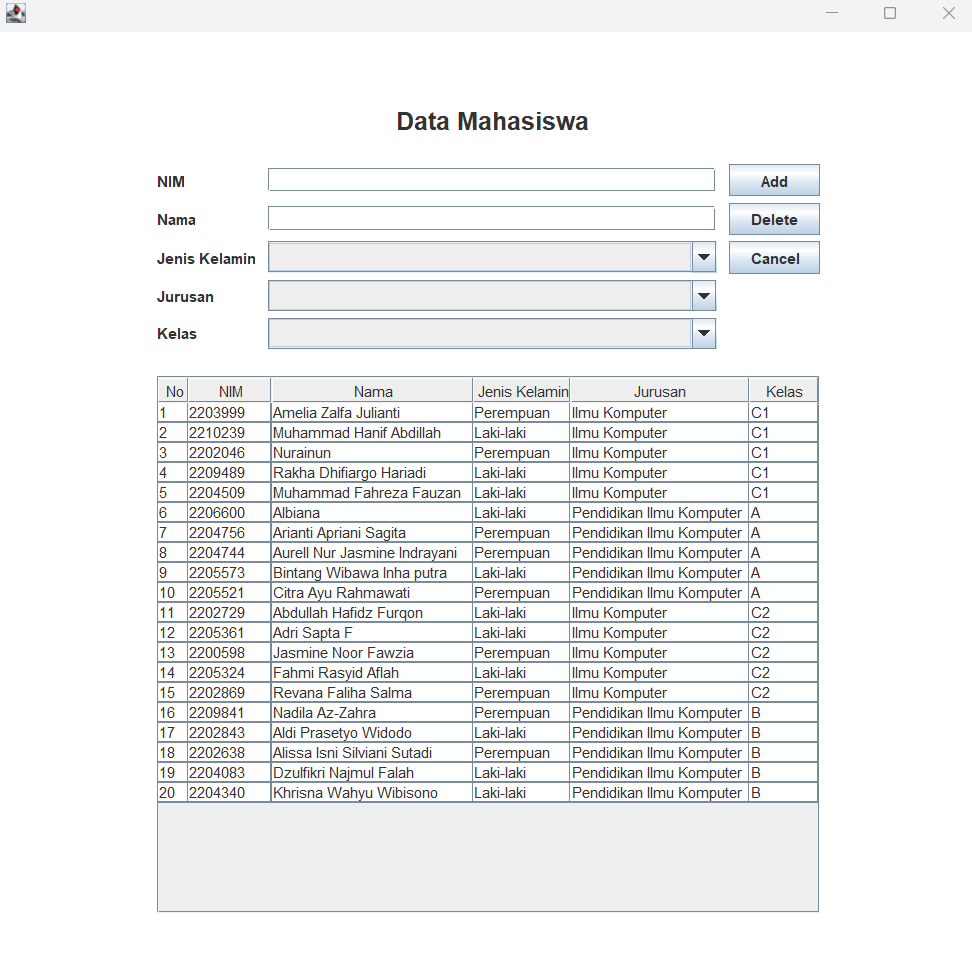 Data Mahasiswa
NIM Add
Nama Delete
Jenis Kelamin Cancel
Jurusan
Kelas
No NIM Nama Jenis Kelamin Jurusan Kelas
1 2203999 Amelia Zalfa Julianti Perempuan Ilmu Komputer C1
2 2210239 Muhammad Hanif Abdillah Laki-laki Ilmu Komputer C1
3 2202046 Nurainun Perempuan Ilmu Komputer C1
4 2209489 Rakha Dhifiargo Hariadi Laki-laki Ilmu Komputer C1
5 2204509 Muhammad Fahreza Fauzan Laki-laki Ilmu Komputer C1
6 2206600 Albiana Laki-laki Pendidikan Ilmu Komputer A
7 2204756 Arianti Apriani Sagita Perempuan Pendidikan Ilmu Komputer A
8 2204744 Aurell Nur Jasmine Indrayani Perempuan Pendidikan Ilmu Komputer A
9 2205573 Bintang Wibawa Inha putra Laki-laki Pendidikan Ilmu Komputer A
10 2205521 Citra Ayu Rahmawati Perempuan Pendidikan Ilmu Komputer A
11 2202729 Abdullah Hafidz Furqon Laki-laki Ilmu Komputer C2
12 2205361 Adri Sapta F Laki-laki Ilmu Komputer C2
13 2200598 Jasmine Noor Fawzia Perempuan Ilmu Komputer C2
14 2205324 Fahmi Rasyid Aflah Laki-laki Ilmu Komputer C2
15 2202869 Revana Faliha Salma Perempuan Ilmu Komputer C2
16 2209841 Nadila Az-Zahra Perempuan Pendidikan Ilmu Komputer B
17 2202843 Aldi Prasetyo Widodo Laki-laki Pendidikan Ilmu Komputer B
18 2202638 Alissa Isni Silviani Sutadi Perempuan Pendidikan Ilmu Komputer B
19 2204083 Dzulfikri Najmul Falah Laki-laki Pendidikan Ilmu Komputer B
20 2204340 Khrisna Wahyu Wibisono Laki-laki Pendidikan Ilmu Komputer B